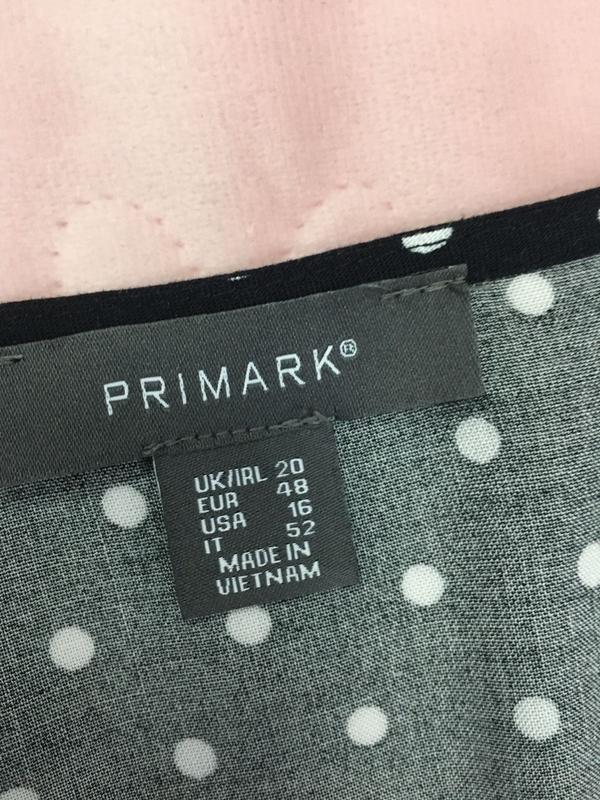 PRIMARK®
UK/IRL 20
EUR 48
USA 16
IT 52
MADE IN
VIETNAM